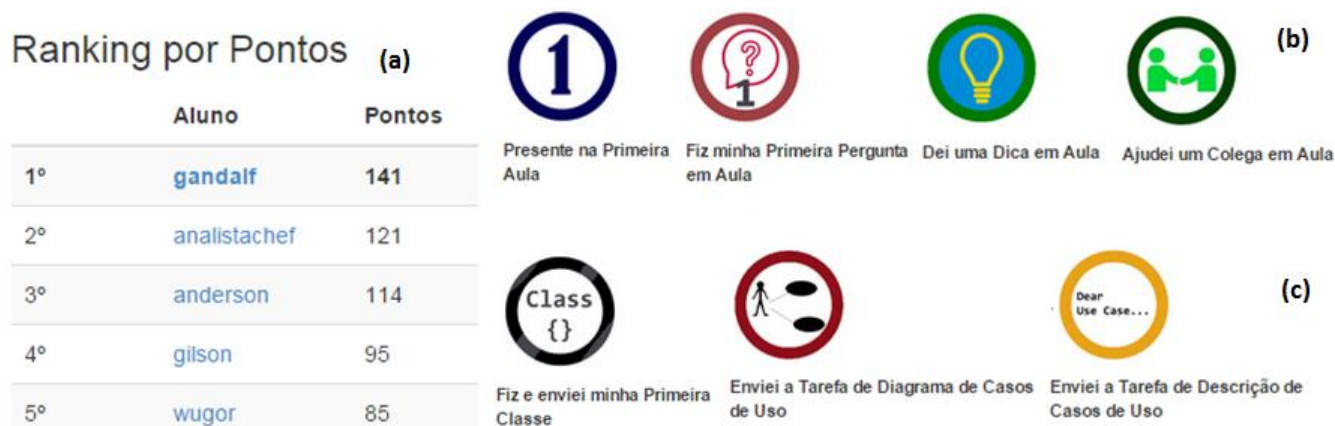 Ranking por Pontos (a)
Aluno Pontos
1º gandalf 141
2º analistachef 121
3º anderson 114
4º gilson 95
5º wugor 85
(b)
1
?
1
Presente na Primeira
Aula
Fiz minha Primeira Pergunta
em Aula
Dei uma Dica em Aula
Ajudei um Colega em Aula
(c)
Class
{}
Dear
Use Case...
Fiz e enviei minha Primeira
Classe
Enviei a Tarefa de Diagrama de Casos
de Uso
Enviei a Tarefa de Descrição de
Casos de Uso